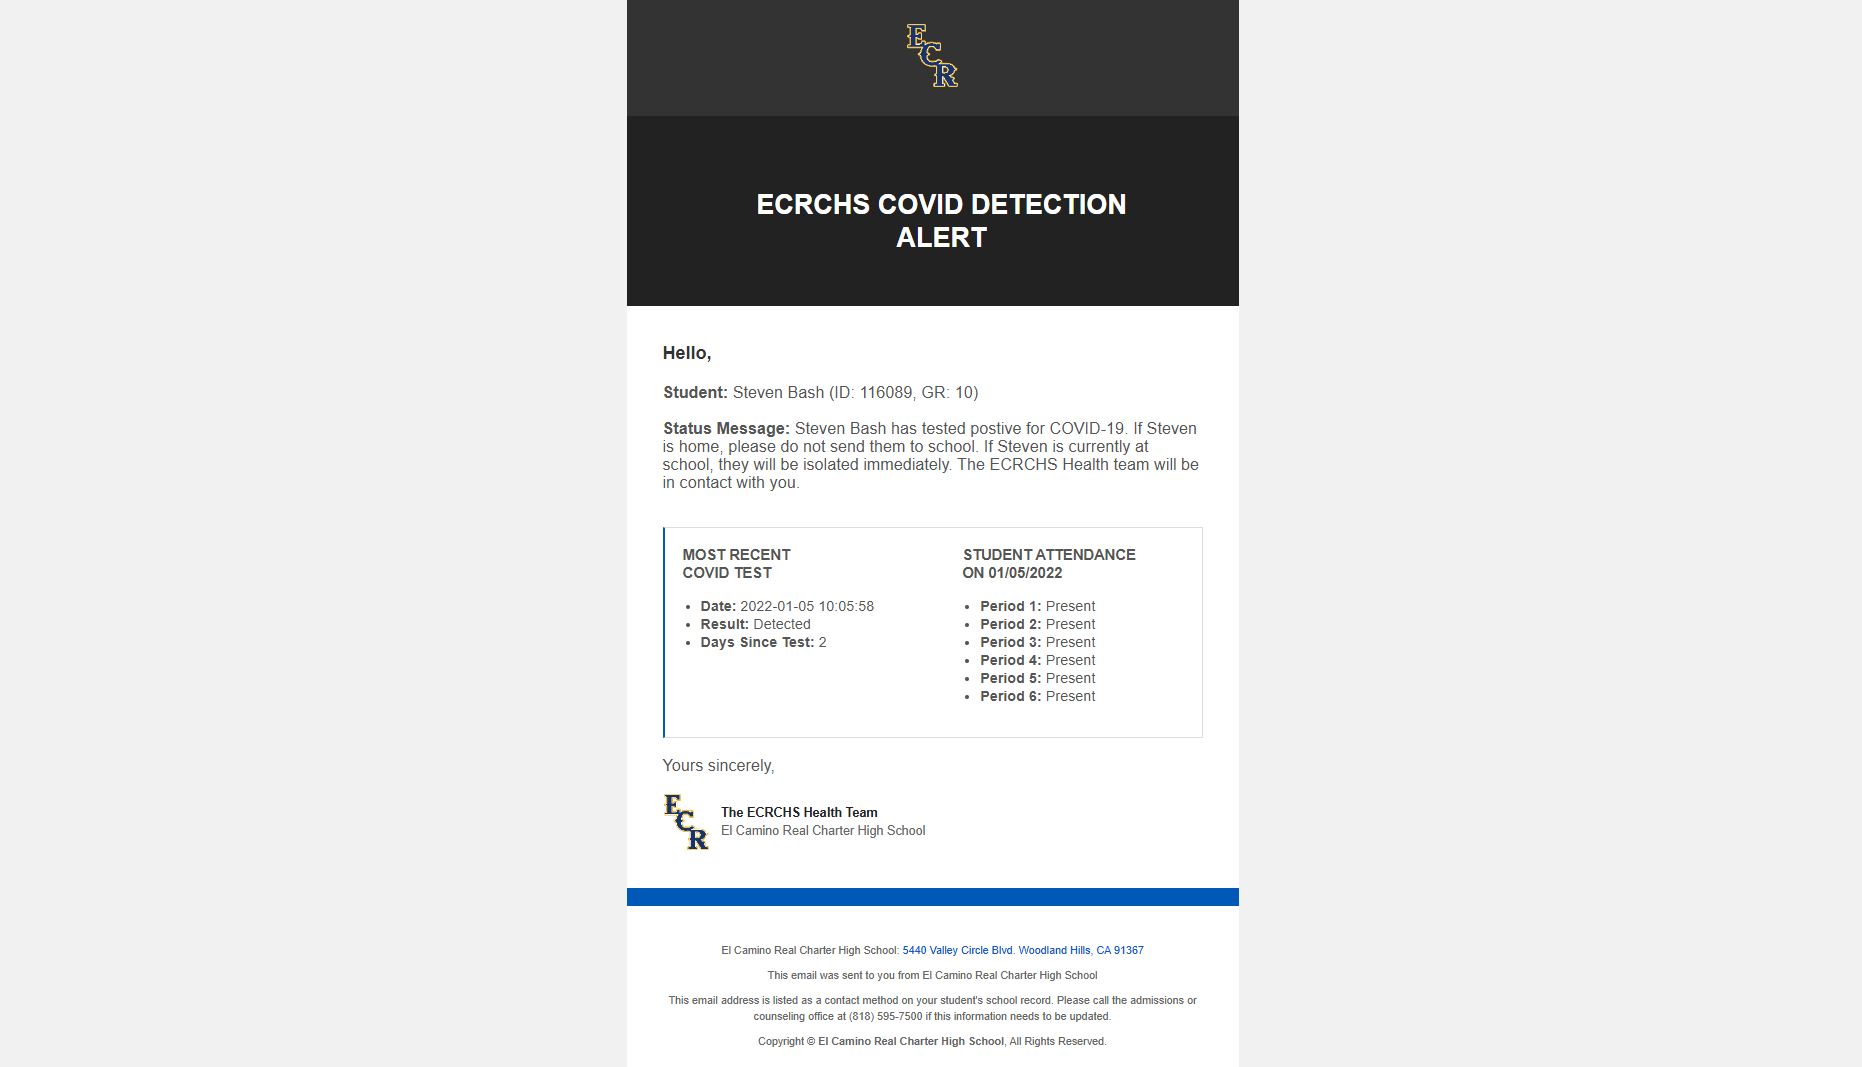 ECR
ECRCHS COVID DETECTION
ALERT
Hello,
Student: Steven Bash (ID: 116089, GR: 10)
Status Message: Steven Bash has tested postive for COVID-19. If Steven
is home, please do not send them to school. If Steven is currently at
school, they will be isolated immediately. The ECRCHS Health team will be
in contact with you.
MOST RECENT
COVID TEST
Date: 2022-01-05 10:05:58
Result: Detected
Days Since Test: 2
STUDENT ATTENDANCE
ON 01/05/2022
Period 1: Present
Period 2: Present
Period 3: Present
Period 4: Present
Period 5: Present
Period 6: Present
Yours sincerely,
ECR
The ECRCHS Health Team
El Camino Real Charter High School
El Camino Real Charter High School: 5440 Valley Circle Blvd. Woodland Hills, CA 91367
This email was sent to you from El Camino Real Charter High School
This email address is listed as a contact method on your student's school record. Please call the admissions or
counseling office at (818) 595-7500 if this information needs to be updated.
Copyright © El Camino Real Charter High School, All Rights Reserved.